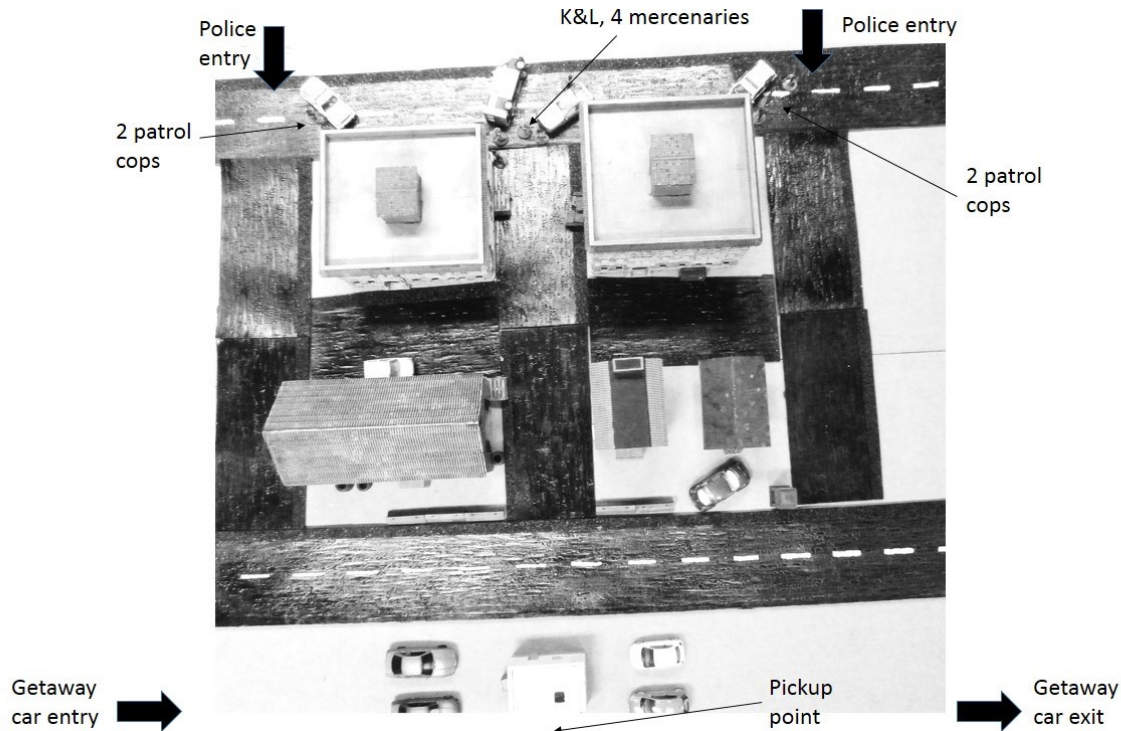 Police
entry
K&L, 4 mercenaries
Police entry
2 patrol
cops
2 patrol
cops
Getaway
car entry
Pickup
point
Getaway
car exit